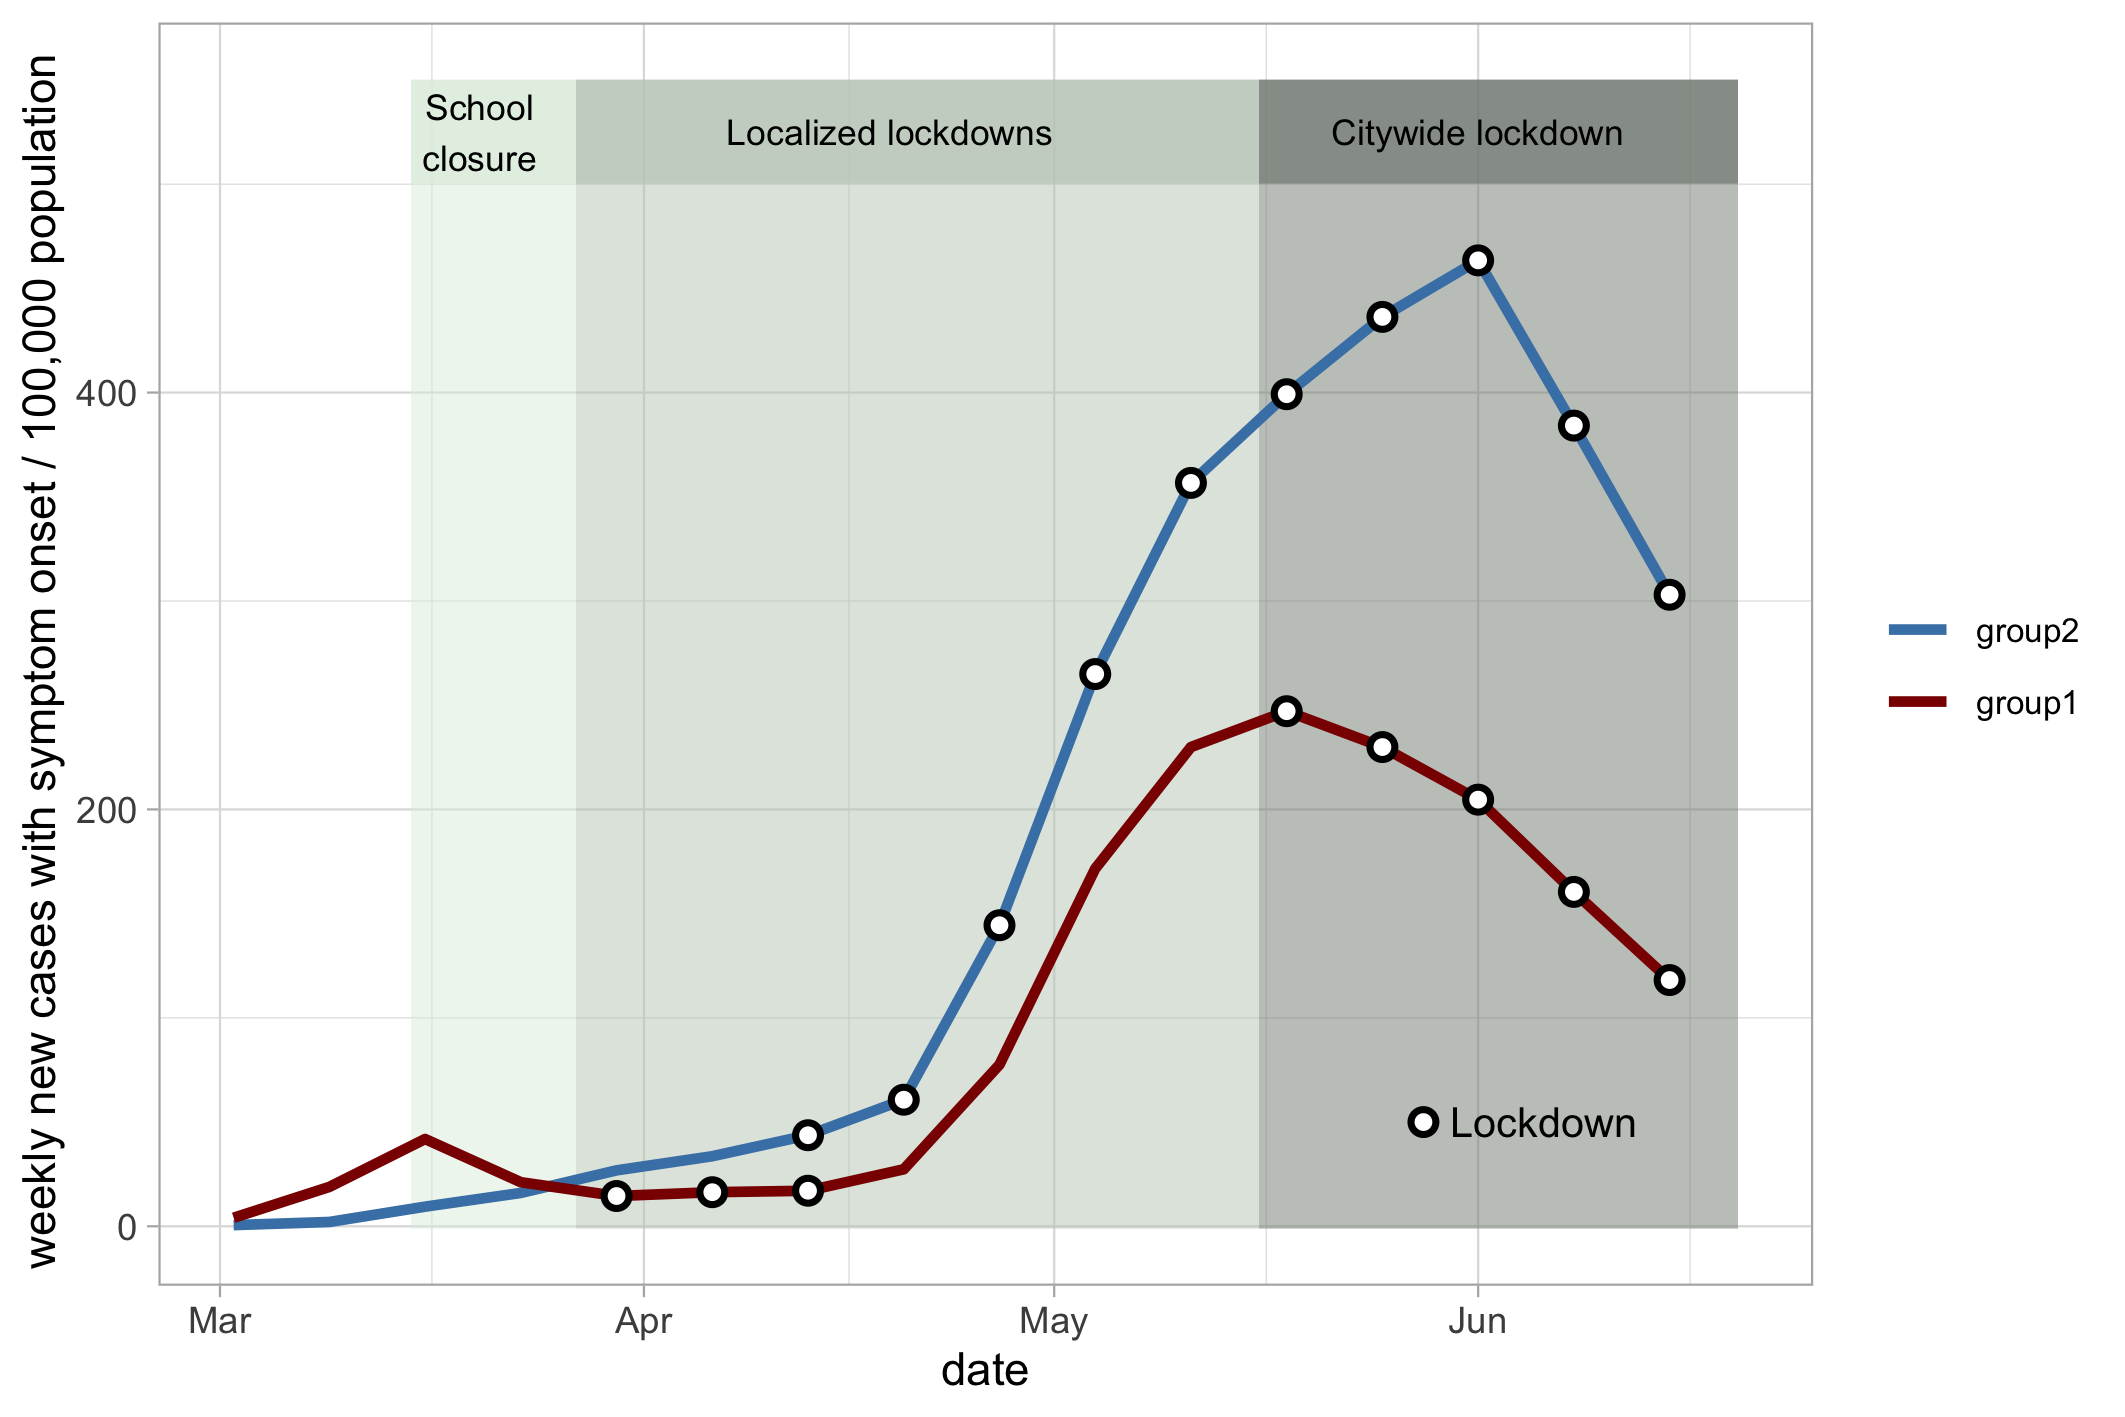 weekly new cases with symptom onset / 100,000 population
School
closure
Localized lockdowns
Citywide lockdown
400
200
0
Lockdown
group2
group1
Mar
Apr
May
Jun
date